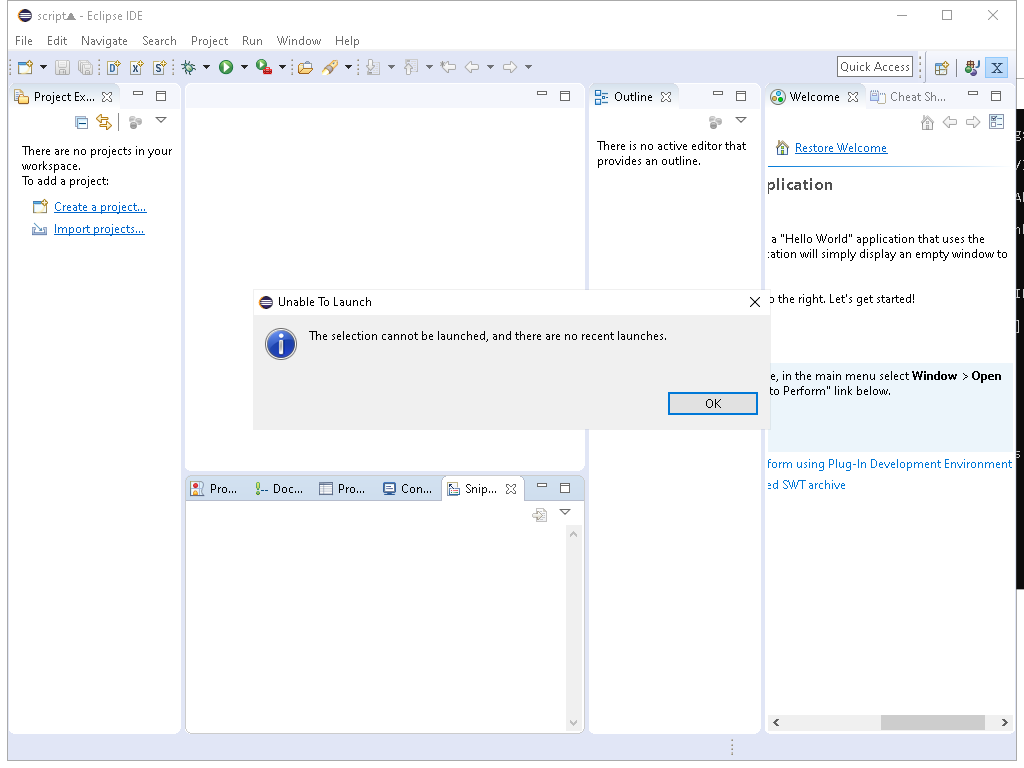 script▲ - Eclipse IDE
File Edit Navigate Search Project Run Window Help
Quick Access
Project Ex...
There are no projects in your
workspace.
To add a project:
Create a project...
Import projects...
Outline
There is no active editor that
provides an outline.
Welcome Cheat Sh...
Restore Welcome
plication
a "Hello World" application that uses the
cation will simply display an empty window to
o the right. Let's get started!
e, in the main menu select Window > Open
to Perform" link below.
form using Plug-In Development Environment
ed SWT archive
Unable To Launch
The selection cannot be launched, and there are no recent launches.
OK
Pro... Doc... Pro... Con... Snip...